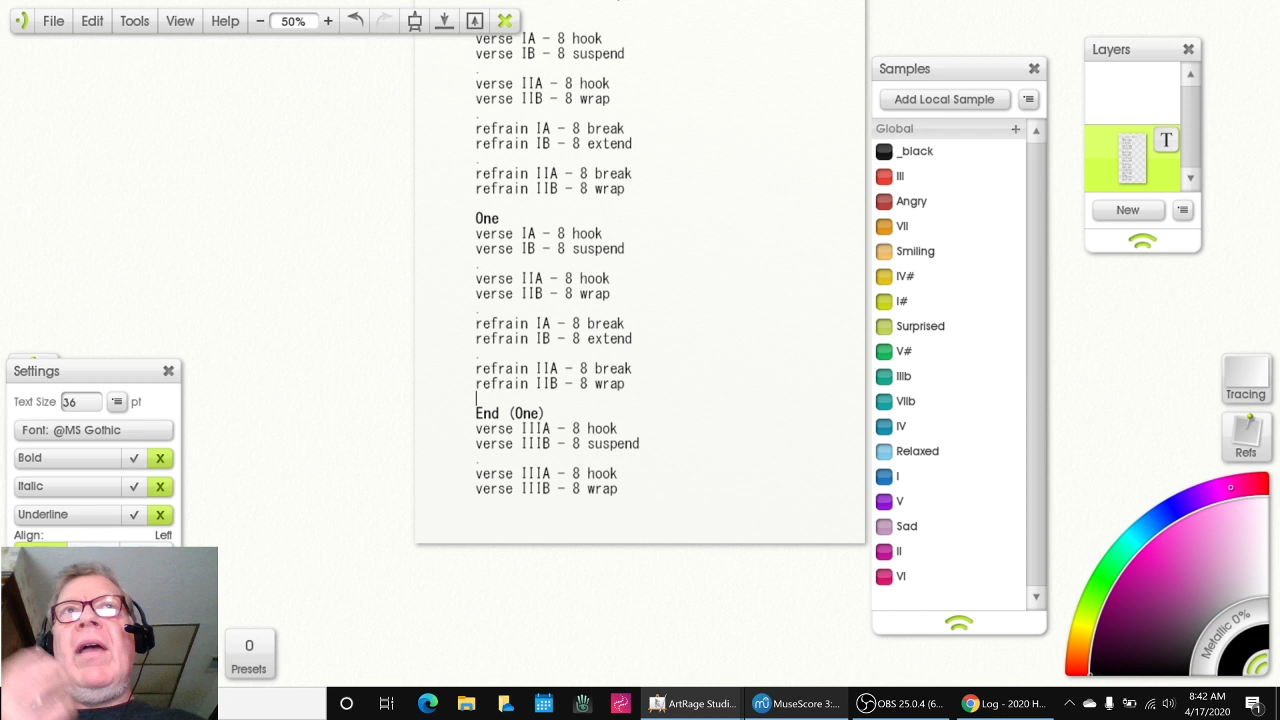 File Edit Tools View Help − 50% +
verse IA – 8 hook
verse IB – 8 suspend
.
verse IIA – 8 hook
verse IIB – 8 wrap
.
refrain IA – 8 break
refrain IB – 8 extend
.
refrain IIA – 8 break
refrain IIB – 8 wrap
One
verse IA – 8 hook
verse IB – 8 suspend
.
verse IIA – 8 hook
verse IIB – 8 wrap
.
refrain IA – 8 break
refrain IB – 8 extend
.
refrain IIA – 8 break
refrain IIB – 8 wrap
End (One)
verse IIIA – 8 hook
verse IIIB – 8 suspend
.
verse IIIA – 8 hook
verse IIIB – 8 wrap
Settings
Text Size 36 pt
Font: @MS Gothic
Bold
Italic
Underline
Align: Left
0
Presets
Samples
Add Local Sample
Global +
_black
III
Angry
VII
Smiling
IV#
I#
Surprised
V#
IIIb
VIIb
IV
Relaxed
I
V
Sad
II
VI
Layers
T
New
Tracing
Refs
Metallic 0%
ArtRage Studi...
MuseScore 3:...
OBS 25.0.4 (6...
Log - 2020 H...
8:42 AM
4/17/2020
1